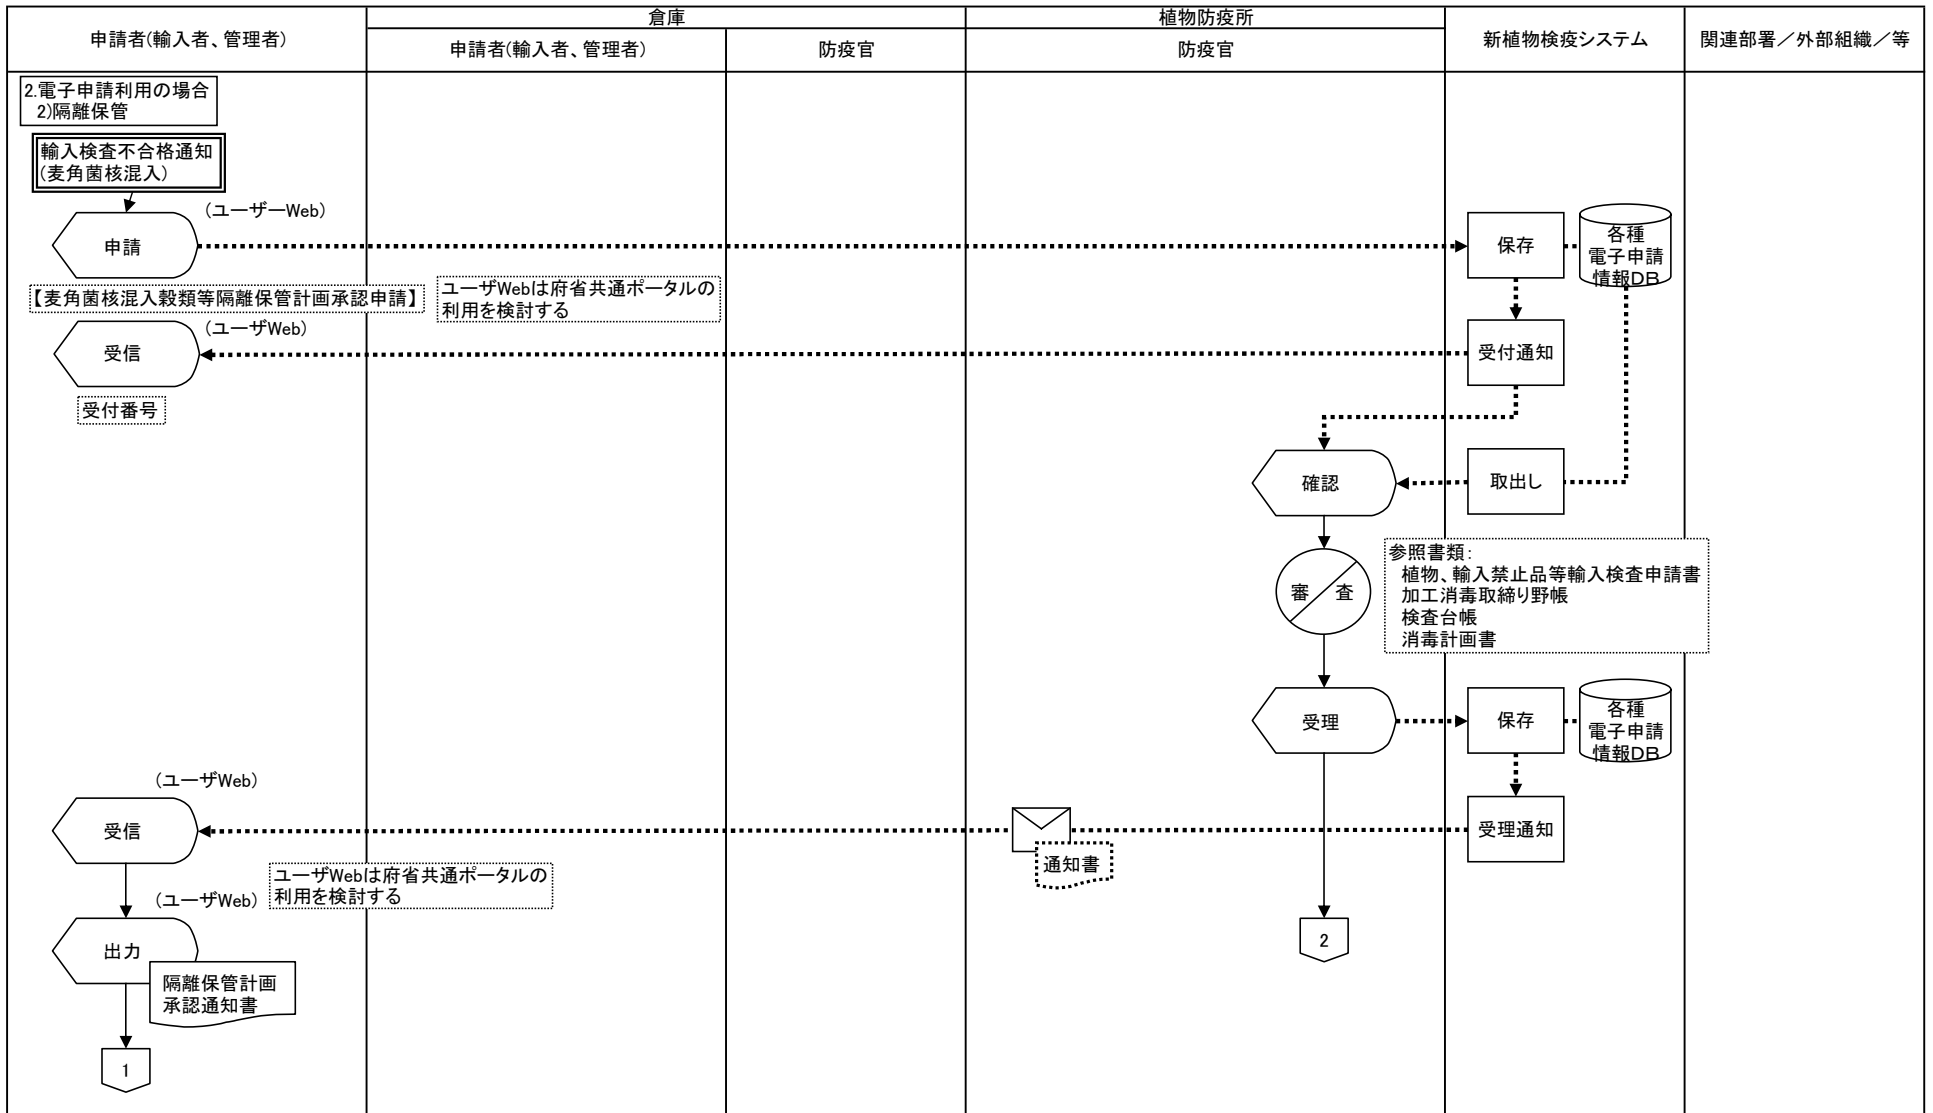 申請者(輸入者、管理者)
倉庫
申請者(輸入者、管理者)
防疫官
植物防疫所
防疫官
新植物検疫システム
関連部署／外部組織／等
2.電子申請利用の場合
2)隔離保管
輸入検査不合格通知
(麦角菌核混入)
(ユーザーWeb)
申請
保存
各種
電子申請
情報DB
【麦角菌核混入穀類等隔離保管計画承認申請】
ユーザWebは府省共通ポータルの
利用を検討する
(ユーザWeb)
受信
受付通知
受付番号
確認
取出し
審 査
参照書類：
植物、輸入禁止品等輸入検査申請書
加工消毒取締り野帳
検査台帳
消毒計画書
受理
保存
各種
電子申請
情報DB
(ユーザWeb)
受信
受理通知
通知書
ユーザWebは府省共通ポータルの
利用を検討する
(ユーザWeb)
出力
2
隔離保管計画
承認通知書
1